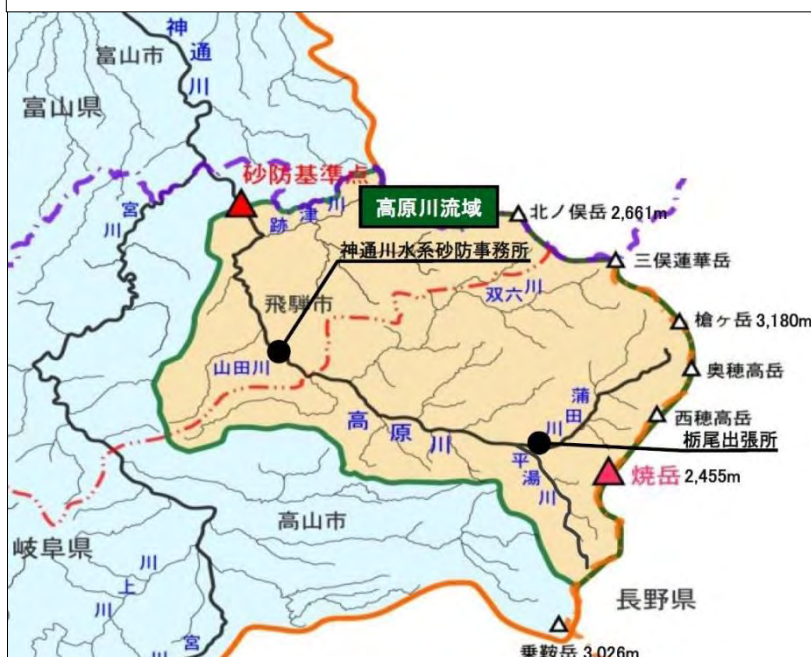 神通川
富山市
富山県
砂防基準点
跡津川
高原川流域
北ノ俣岳 2,661m
宮川
神通川水系砂防事務所
三俣蓮華岳
双六川
飛騨市
槍ヶ岳 3,180m
山田川
奥穂高岳
蒲田川
西穂高岳
高原川
栃尾出張所
平湯川
焼岳 2,455m
高山市
岐阜県
川上川
長野県
宮
乗鞍岳 3,026m